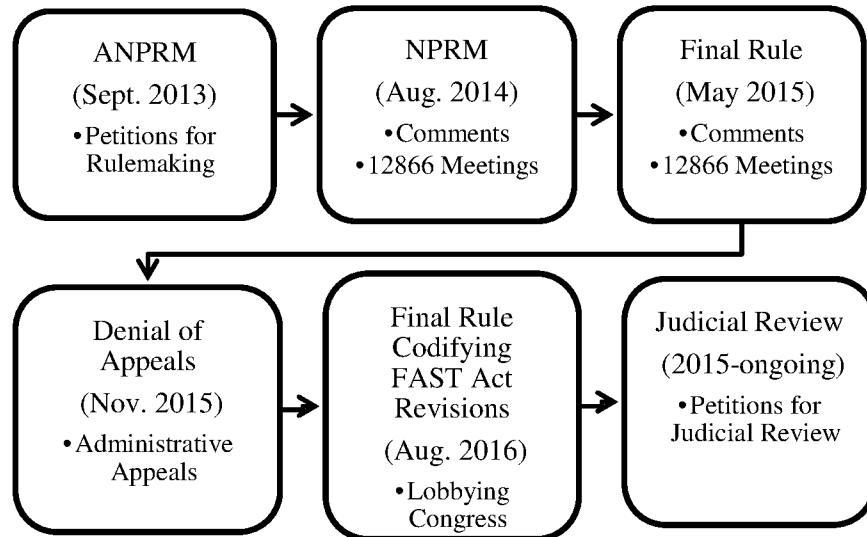 ANPRM
(Sept. 2013)
•Petitions for
Rulemaking
NPRM
(Aug. 2014)
•Comments
•12866 Meetings
Final Rule
(May 2015)
•Comments
•12866 Meetings
Denial of
Appeals
(Nov. 2015)
•Administrative
Appeals
Final Rule
Codifying
FAST Act
Revisions
(Aug. 2016)
•Lobbying
Congress
Judicial Review
(2015-ongoing)
•Petitions for
Judicial Review